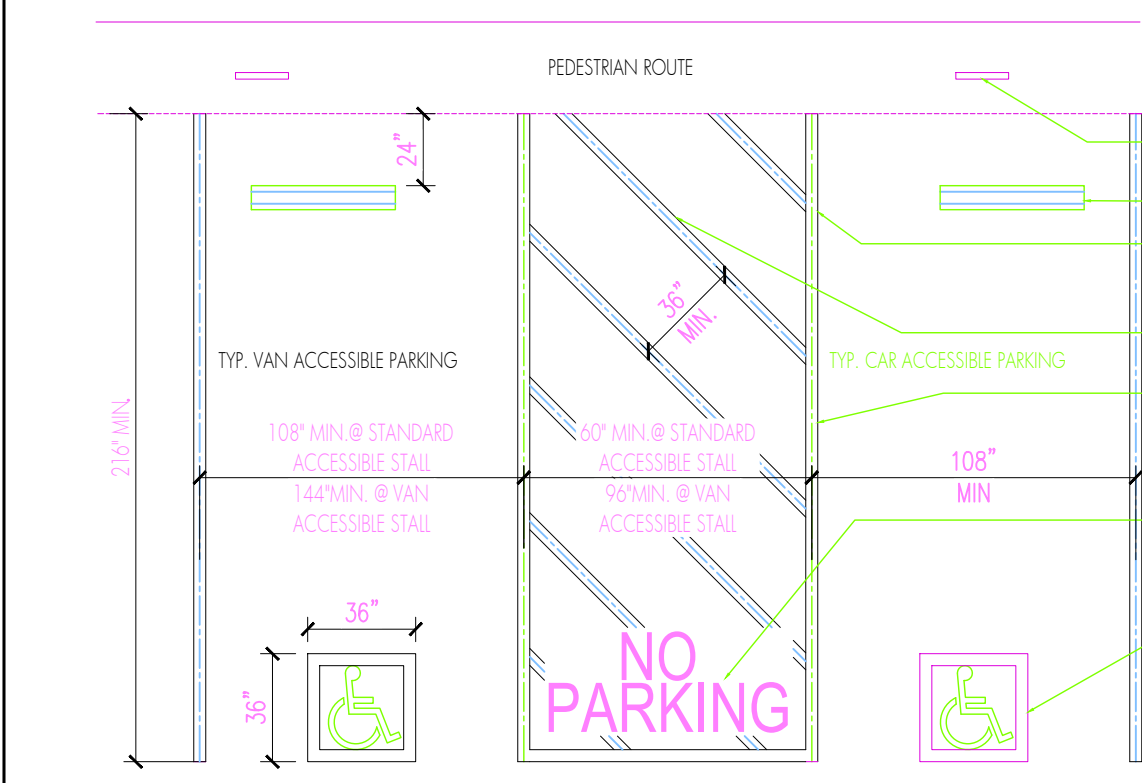 PEDESTRIAN ROUTE
24”
36”
MIN.
TYP. VAN ACCESSIBLE PARKING
TYP. CAR ACCESSIBLE PARKING
216" MIN.
108" MIN.@ STANDARD
ACCESSIBLE STALL
144"MIN. @ VAN
ACCESSIBLE STALL
60" MIN.@ STANDARD
ACCESSIBLE STALL
96"MIN. @ VAN
ACCESSIBLE STALL
108”
MIN
36”
36”
NO
PARKING